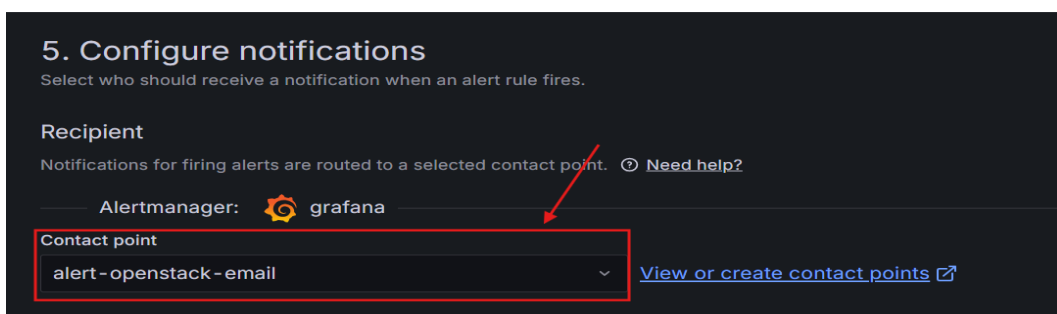 5. Configure notifications
Select who should receive a notification when an alert rule fires.
Recipient
Notifications for firing alerts are routed to a selected contact point. Need help?
Alertmanager: grafana
Contact point
alert-openstack-email View or create contact points